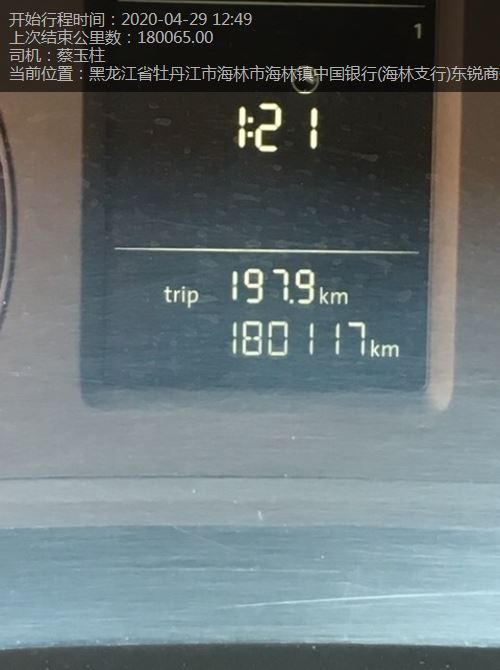 开始行程时间：2020-04-29 12:49
上次结束公里数：180065.00
司机：蔡玉柱
当前位置：黑龙江省牡丹江市海林市海林镇中国银行(海林支行)东锐商
1
1:21
trip 197.9 km
180117 km